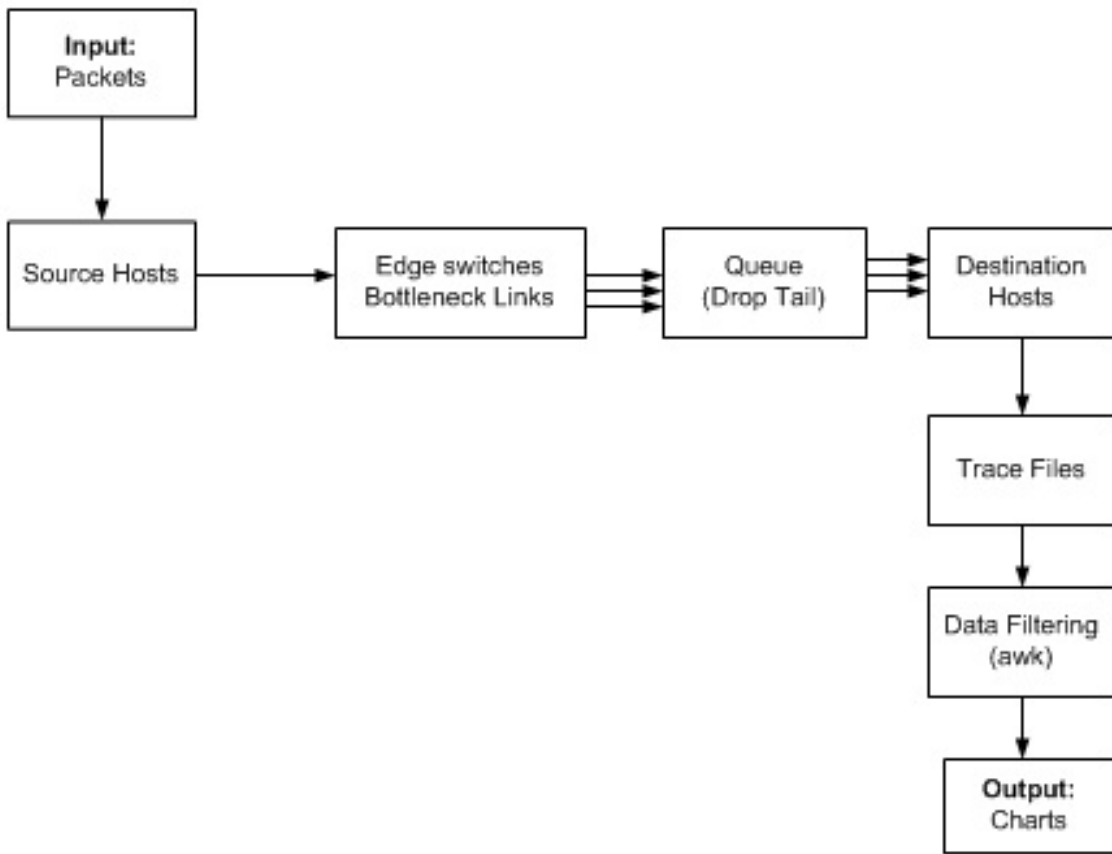 Input:
Packets
Source Hosts
Edge switches
Bottleneck Links
Queue
(Drop Tail)
Destination
Hosts
Trace Files
Data Filtering
(awk)
Output:
Charts